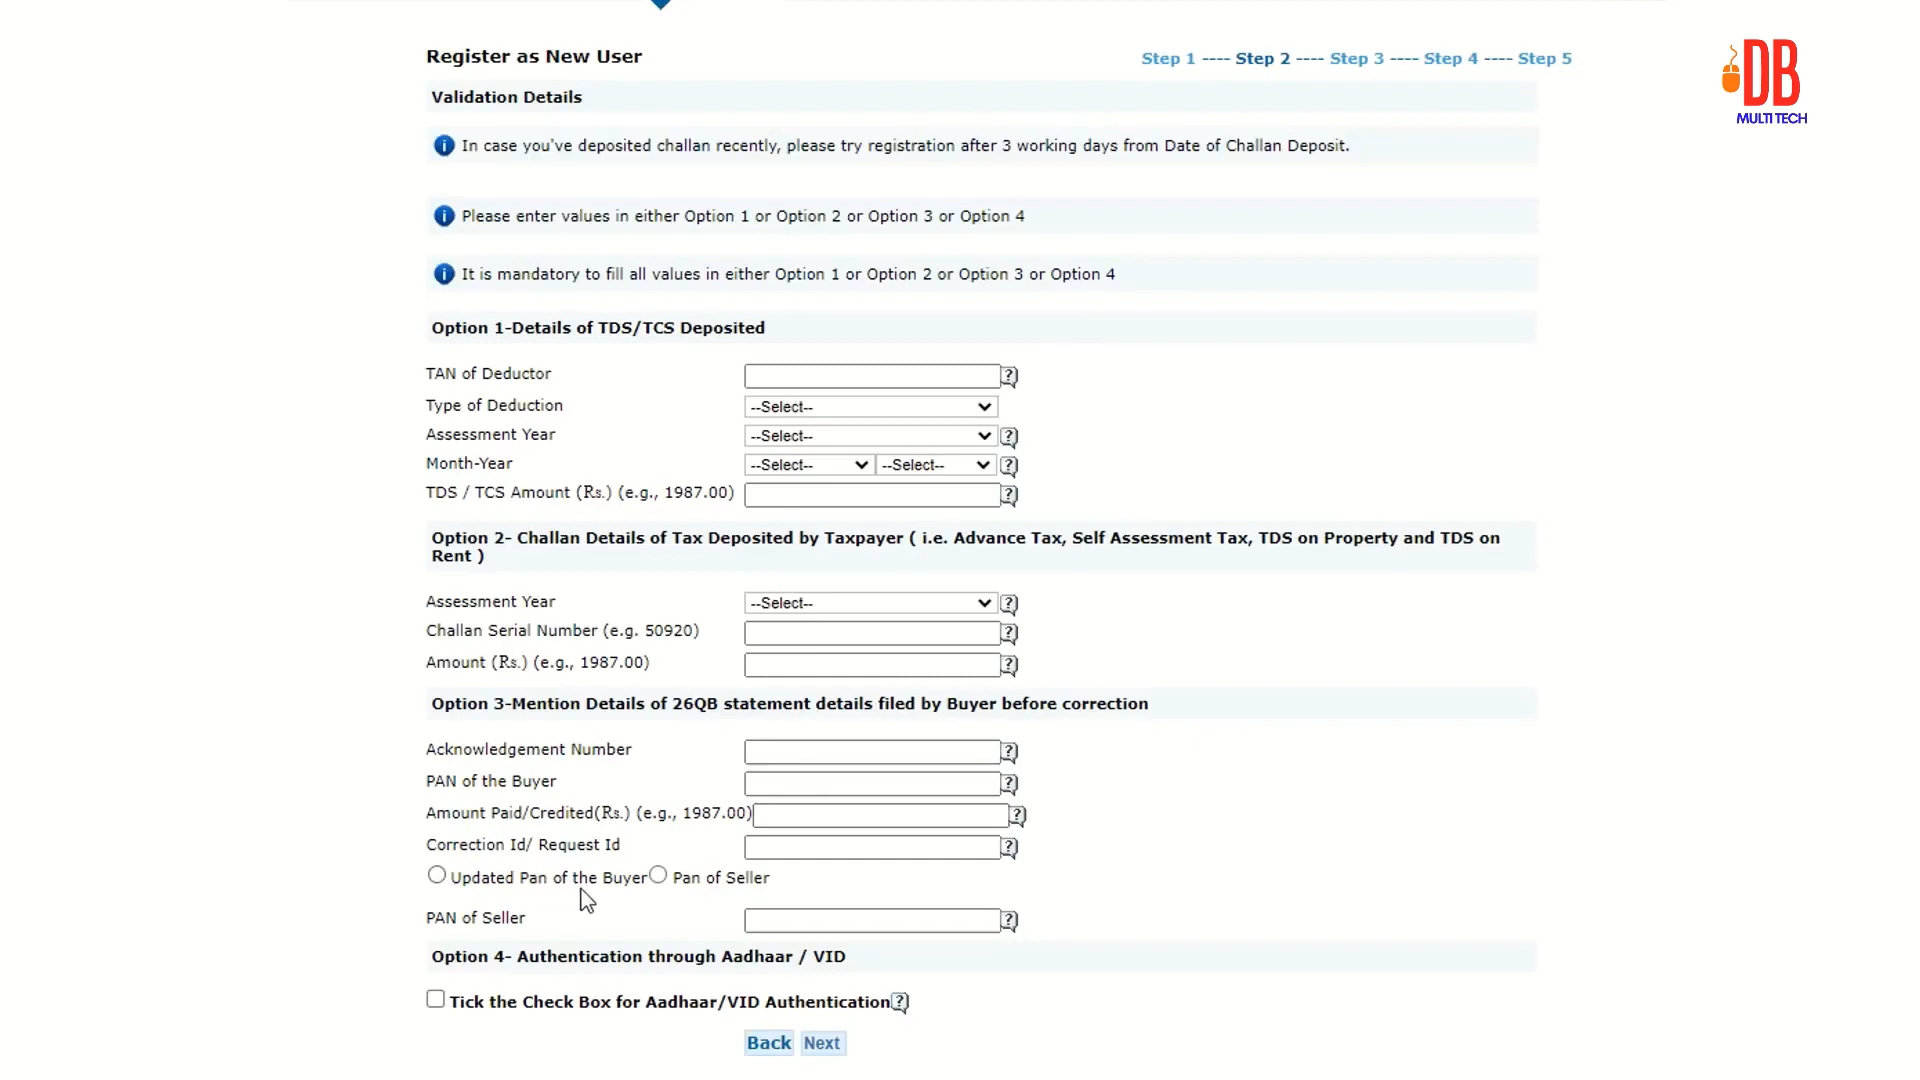 Register as New User
Step 1 ---- Step 2 ---- Step 3 ---- Step 4 ---- Step 5
DB
MULTI TECH
Validation Details
i In case you've deposited challan recently, please try registration after 3 working days from Date of Challan Deposit.
i Please enter values in either Option 1 or Option 2 or Option 3 or Option 4
i It is mandatory to fill all values in either Option 1 or Option 2 or Option 3 or Option 4
Option 1-Details of TDS/TCS Deposited
TAN of Deductor ?
Type of Deduction --Select--
Assessment Year --Select-- ?
Month-Year --Select-- --Select-- ?
TDS / TCS Amount (Rs.) (e.g., 1987.00) ?
Option 2- Challan Details of Tax Deposited by Taxpayer ( i.e. Advance Tax, Self Assessment Tax, TDS on Property and TDS on
Rent )
Assessment Year --Select-- ?
Challan Serial Number (e.g. 50920) ?
Amount (Rs.) (e.g., 1987.00) ?
Option 3-Mention Details of 26QB statement details filed by Buyer before correction
Acknowledgement Number ?
PAN of the Buyer ?
Amount Paid/Credited(Rs.) (e.g., 1987.00) ?
Correction Id/ Request Id ?
Updated Pan of the Buyer Pan of Seller
PAN of Seller ?
Option 4- Authentication through Aadhaar / VID
Tick the Check Box for Aadhaar/VID Authentication ?
Back Next